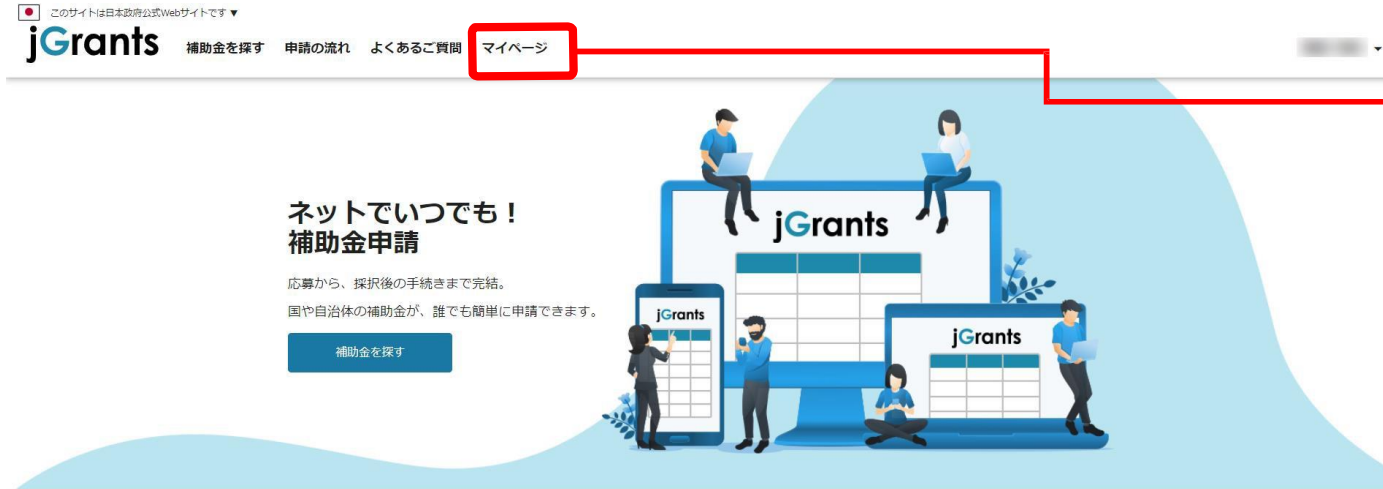 このサイトは日本政府公式Webサイトです ▼
jGrants 補助金を探す 申請の流れ よくあるご質問 マイページ
ネットでいつでも！
補助金申請
応募から、採択後の手続きまで完結。
国や自治体の補助金が、誰でも簡単に申請できます。
補助金を探す
jGrants
jGrants
jGrants